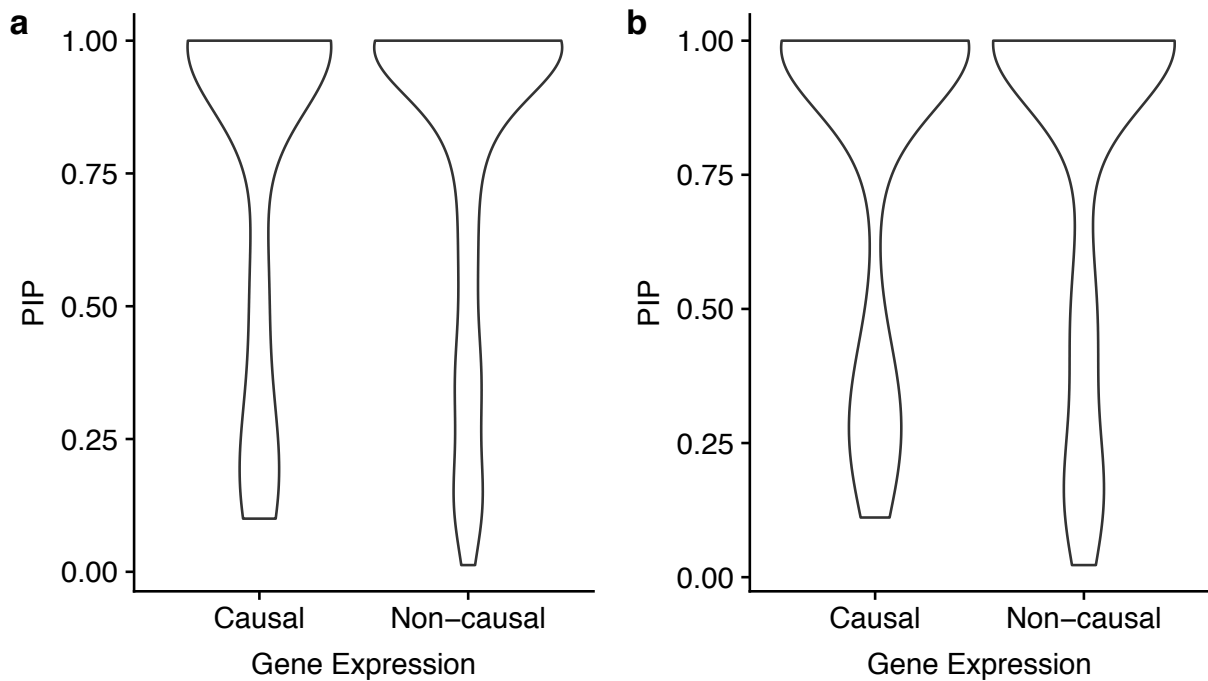 a
1.00
0.75
0.50
0.25
0.00
PIP
Causal
Non−causal
Gene Expression
b
1.00
0.75
0.50
0.25
0.00
PIP
Causal
Non−causal
Gene Expression